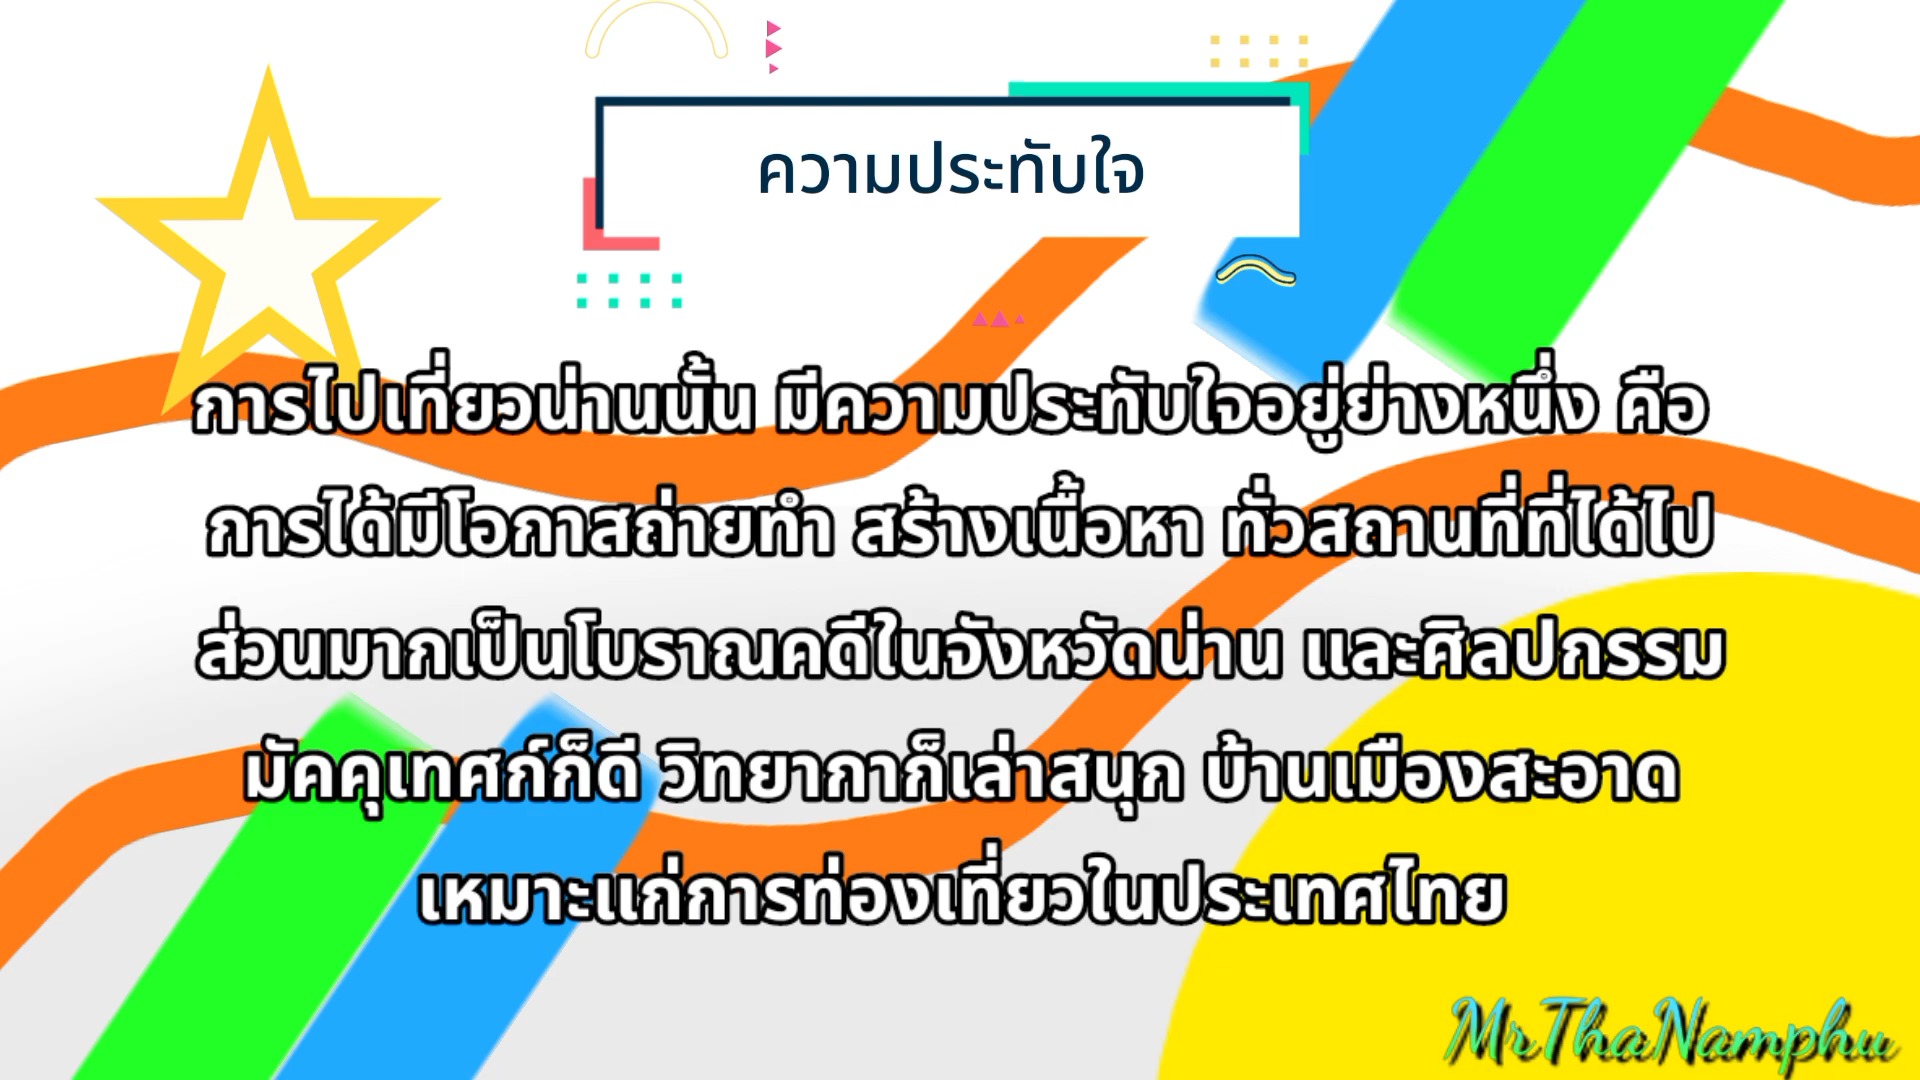 ความประทับใจ
การไปเที่ยวน่านนั้น มีความประทับใจอยู่ย่างหนึ่ง คือ
การได้มีโอกาสถ่ายทำ สร้างเนื้อหา ทั่วสถานที่ที่ได้ไป
ส่วนมากเป็นโบราณคดีในจังหวัดน่าน และศิลปกรรม
มัคคุเทศก์ก็ดี วิทยากาก็เล่าสนุก บ้านเมืองสะอาด
เหมาะแก่การท่องเที่ยวในประเทศไทย
MrThaNamphu